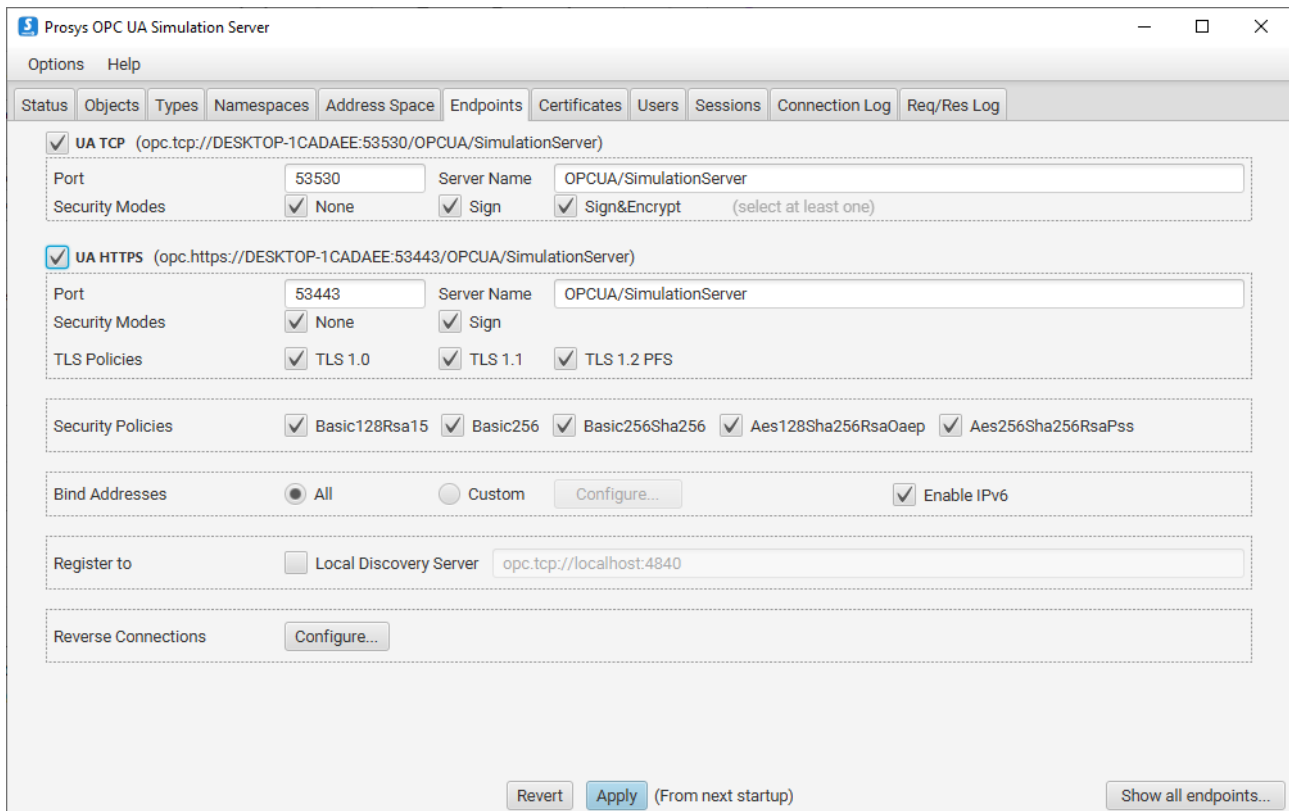 Prosys OPC UA Simulation Server
Options Help
Status Objects Types Namespaces Address Space Endpoints Certificates Users Sessions Connection Log Req/Res Log
UA TCP (opc.tcp://DESKTOP-1CADAEE:53530/OPCUA/SimulationServer)
Port 53530 Server Name OPCUA/SimulationServer
Security Modes None Sign Sign&Encrypt (select at least one)
UA HTTPS (opc.https://DESKTOP-1CADAEE:53443/OPCUA/SimulationServer)
Port 53443 Server Name OPCUA/SimulationServer
Security Modes None Sign
TLS Policies TLS 1.0 TLS 1.1 TLS 1.2 PFS
Security Policies Basic128Rsa15 Basic256 Basic256Sha256 Aes128Sha256RsaOaep Aes256Sha256RsaPss
Bind Addresses All Custom Configure... Enable IPv6
Register to Local Discovery Server opc.tcp://localhost:4840
Reverse Connections Configure...
Revert Apply (From next startup) Show all endpoints...